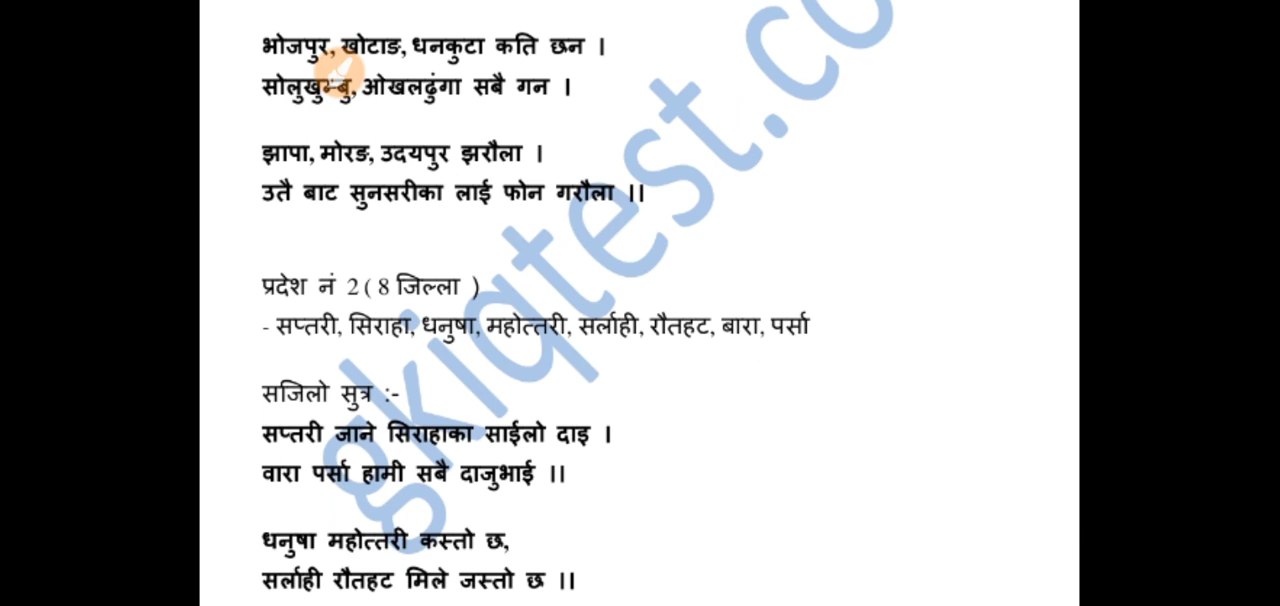 भोजपुर, खोटाङ, धनकुटा कति छन ।
सोलुखुम्बु, ओखलढुंगा सबै गन ।
झापा, मोरङ, उदयपुर झरौला ।
उतै बाट सुनसरीका लाई फोन गरौला ।।
प्रदेश नं 2 ( 8 जिल्ला )
- सप्तरी, सिराहा, धनुषा, महोत्तरी, सर्लाही, रौतहट, बारा, पर्सा
सजिलो सुत्र :-
सप्तरी जाने सिराहाका साईलो दाइ ।
वारा पर्सा हामी सबै दाजुभाई ।।
धनुषा महोत्तरी कस्तो छ,
सर्लाही रौतहट मिले जस्तो छ ।।
gkiqtest.co